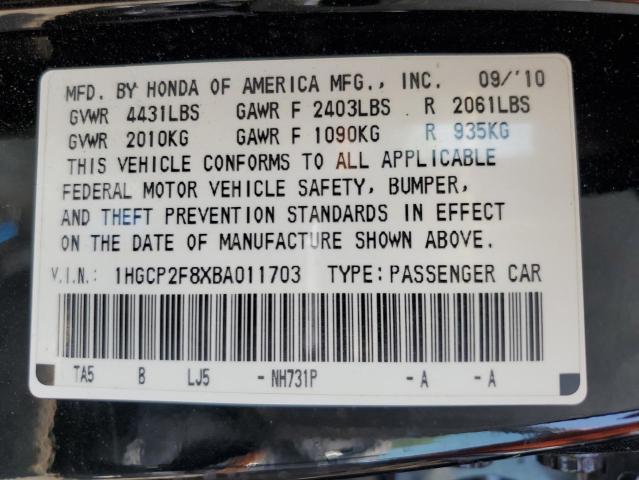 MFD. BY HONDA OF AMERICA MFG., INC. 09/'10
GVWR 4431LBS GAWR F 2403LBS R 2061LBS
GVWR 2010KG GAWR F 1090KG R 935KG
THIS VEHICLE CONFORMS TO ALL APPLICABLE
FEDERAL MOTOR VEHICLE SAFETY, BUMPER,
AND THEFT PREVENTION STANDARDS IN EFFECT
ON THE DATE OF MANUFACTURE SHOWN ABOVE.
V.I.N.: 1HGCP2F8XBA011703 TYPE:PASSENGER CAR
TA5 B LJ5 -NH731P -A -A